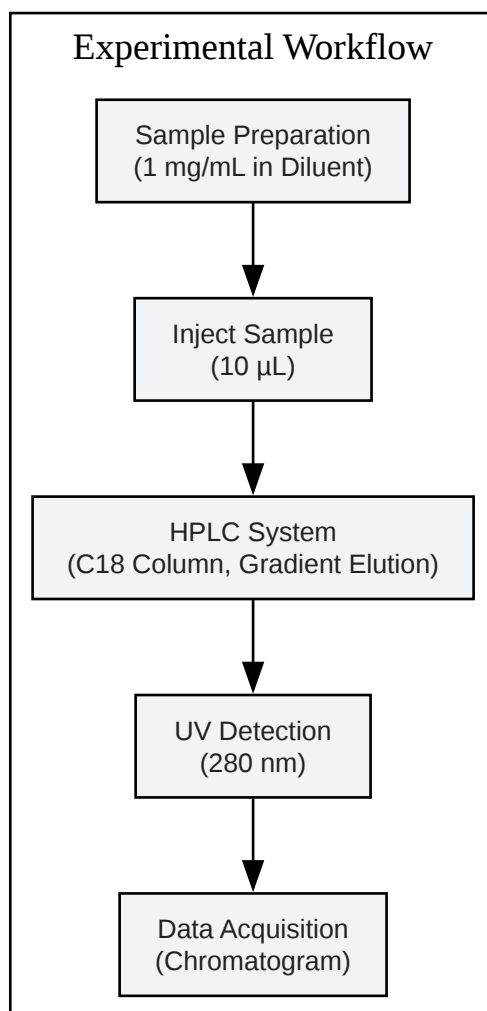 Experimental Workflow
Sample Preparation
(1 mg/mL in Diluent)
Inject Sample
(10 µL)
HPLC System
(C18 Column, Gradient Elution)
UV Detection
(280 nm)
Data Acquisition
(Chromatogram)